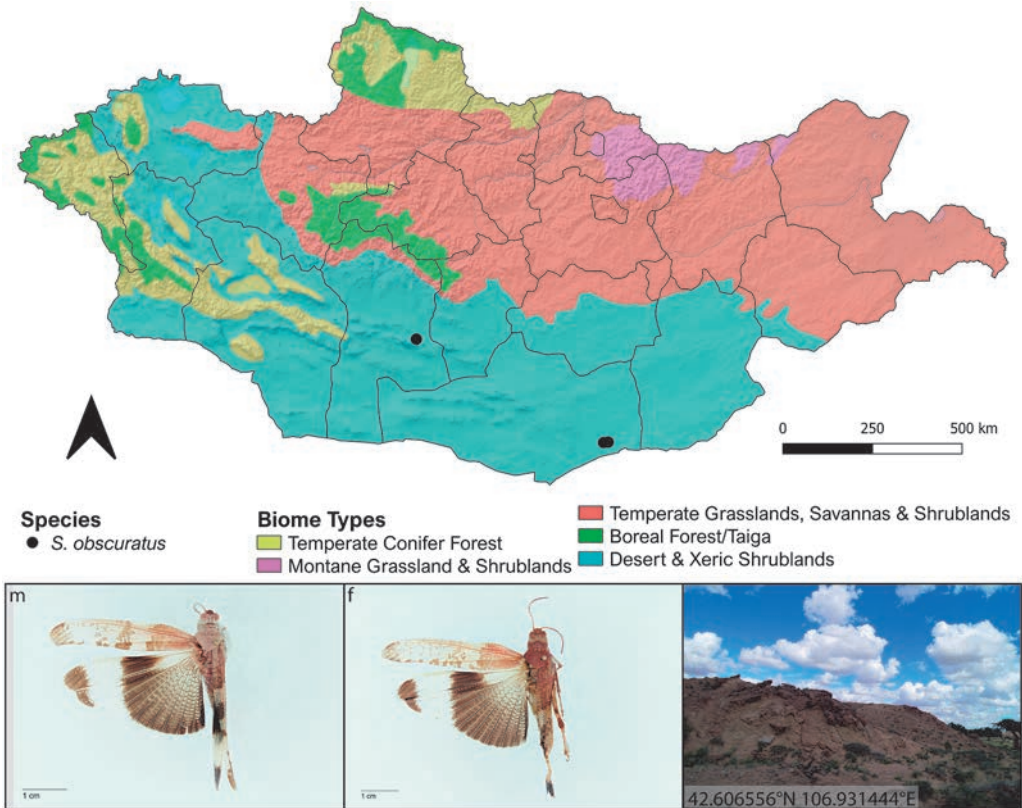 0 250 500 km
Species
S. obscuratus
Biome Types
Temperate Conifer Forest
Montane Grassland & Shrublands
Temperate Grasslands, Savannas & Shrublands
Boreal Forest/Taiga
Desert & Xeric Shrublands
m
1 cm
f
1 cm
42.606556°N 106.931444°E